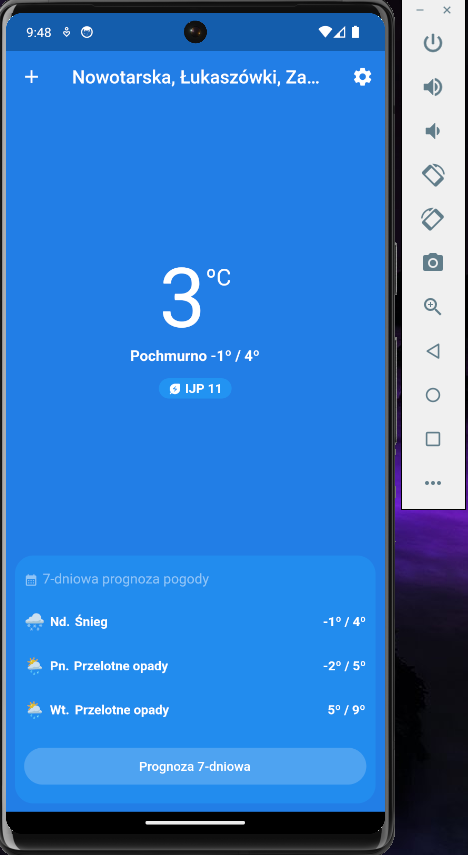 9:48
Nowotarska, Łukaszówki, Za...
3°C
Pochmurno -1° / 4°
IJP 11
7-dniowa prognoza pogody
Nd. Śnieg -1° / 4°
Pn. Przelotne opady -2° / 5°
Wt. Przelotne opady 5° / 9°
Prognoza 7-dniowa